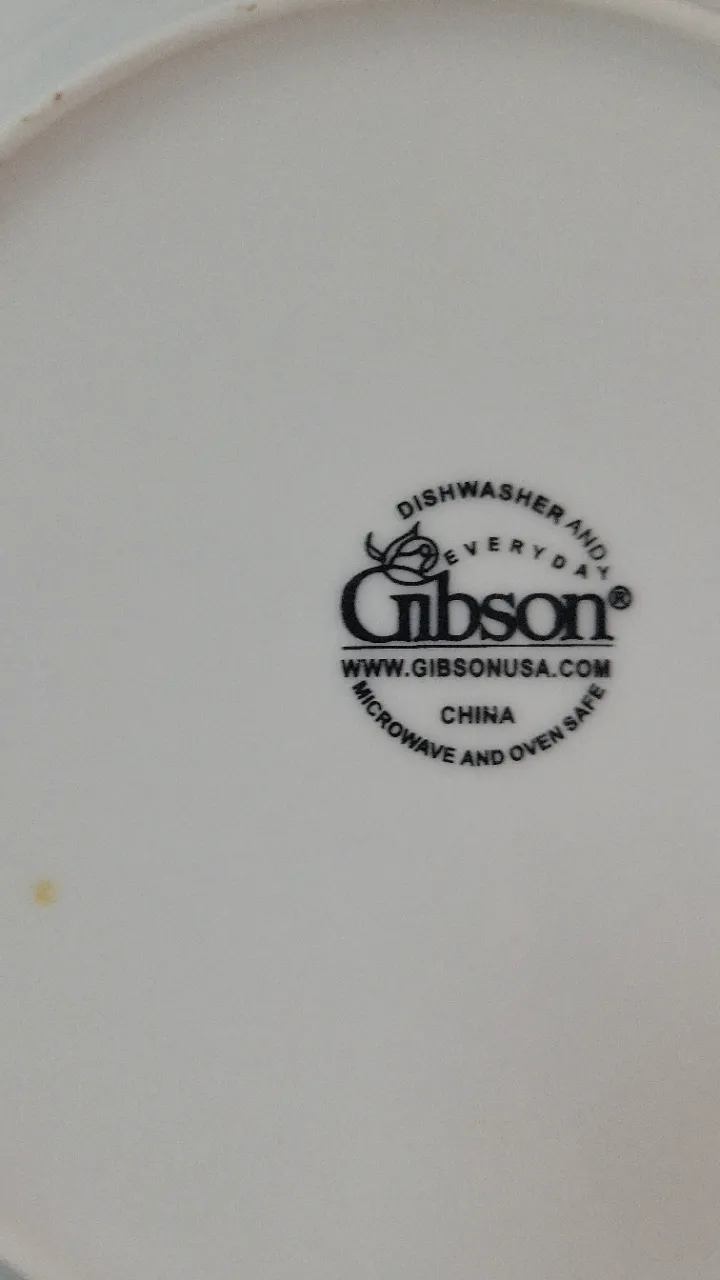 DISHWASHER AND
EVERYDAY
Gibson®
WWW.GIBSONUSA.COM
CHINA
MICROWAVE AND OVEN SAFE